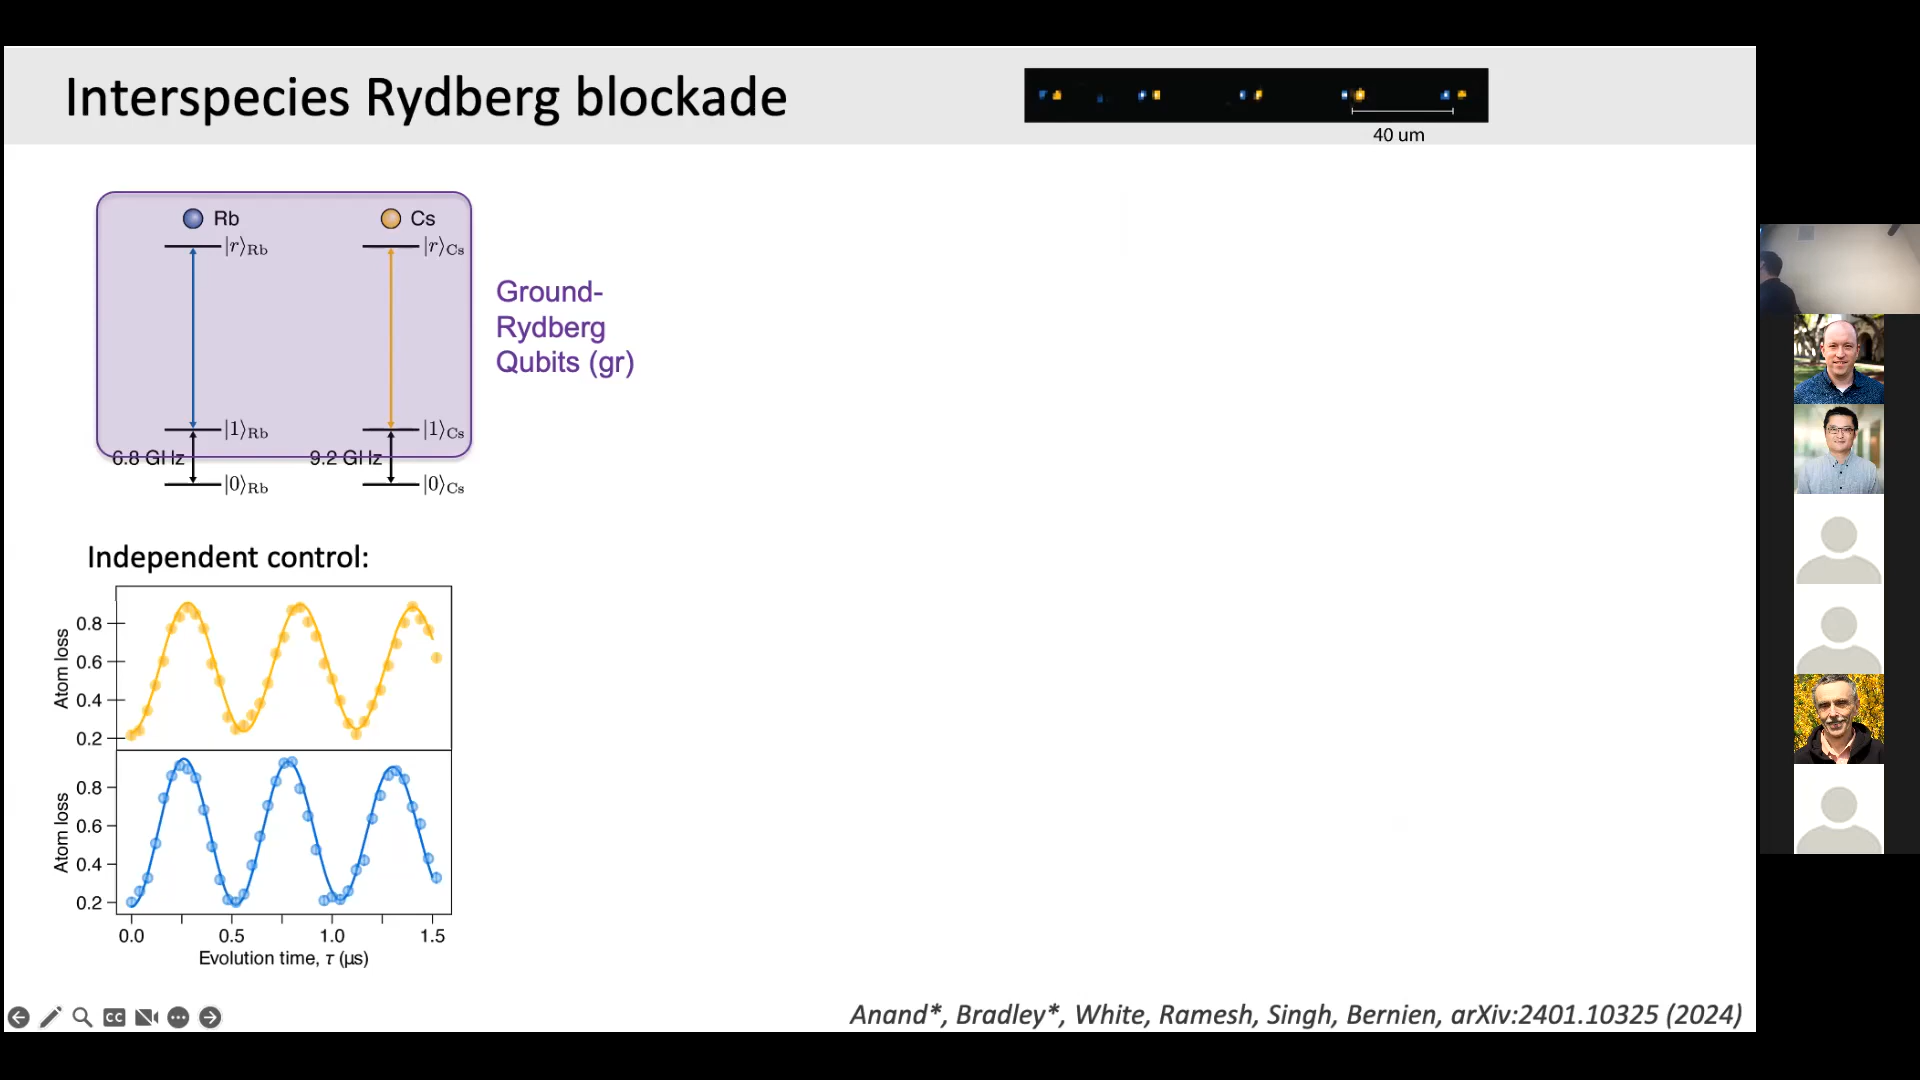 Interspecies Rydberg blockade
40 um
Rb
Cs
|r⟩Rb
|r⟩Cs
Ground-
Rydberg
Qubits (gr)
|1⟩Rb
|1⟩Cs
6.8 GHz
9.2 GHz
|0⟩Rb
|0⟩Cs
Independent control:
Atom loss
0.8
0.6
0.4
0.2
Atom loss
0.8
0.6
0.4
0.2
0.0 0.5 1.0 1.5
Evolution time, τ (µs)
CC
Anand*, Bradley*, White, Ramesh, Singh, Bernien, arXiv:2401.10325 (2024)